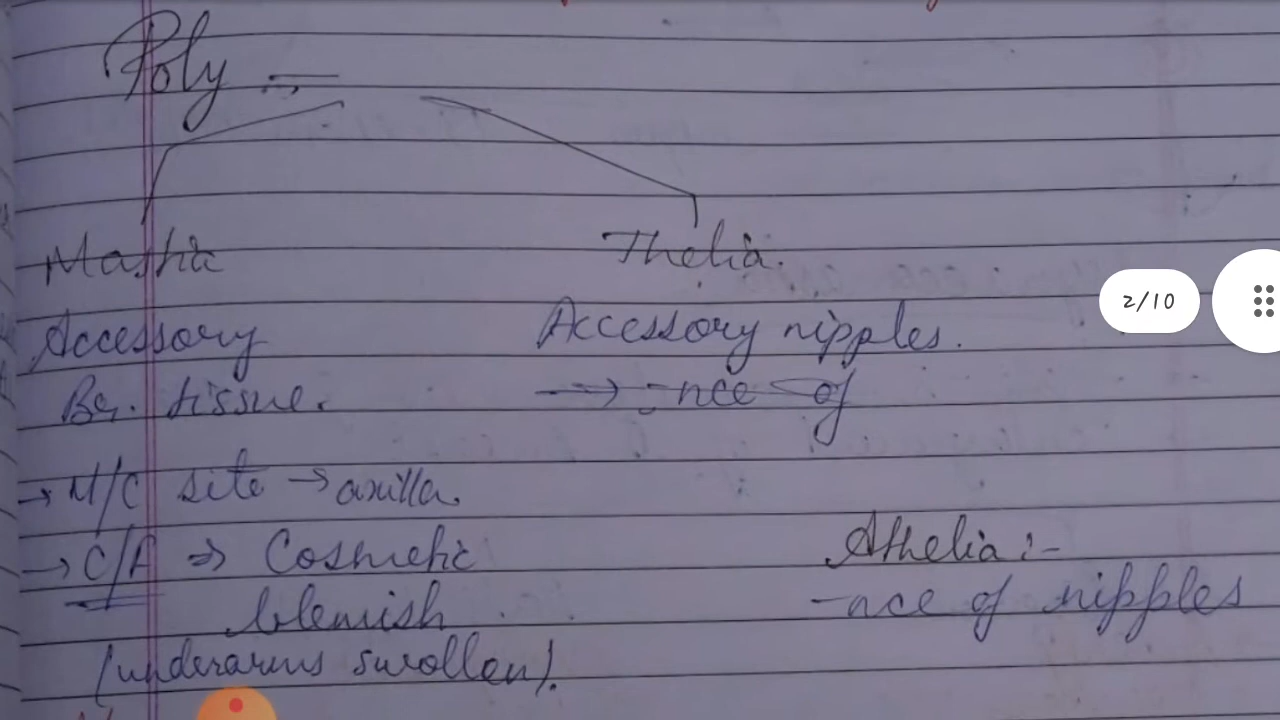 Poly ⇒
Mastia Thelia.
Accessory Accessory nipples.
Br. tissue. → : nce of
→ M/C site → axilla.
→ C/F ⇒ Cosmetic Athelia :-
blemish. -nce of nipples
(underarms swollen).
2/10